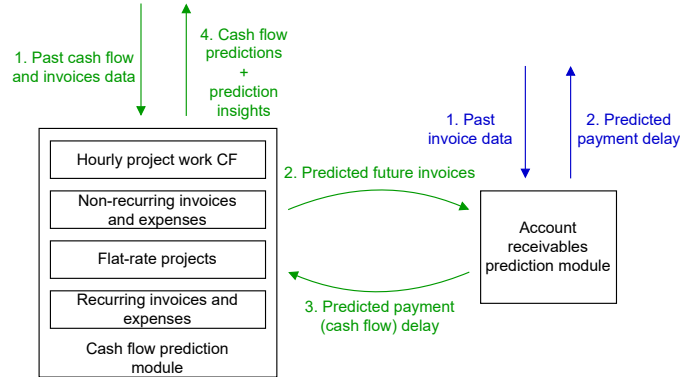 1. Past cash flow
and invoices data
4. Cash flow
predictions
+
prediction
insights
1. Past
invoice data
2. Predicted
payment delay
Hourly project work CF
Non-recurring invoices
and expenses
Flat-rate projects
Recurring invoices and
expenses
Cash flow prediction
module
2. Predicted future invoices
3. Predicted payment
(cash flow) delay
Account
receivables
prediction module